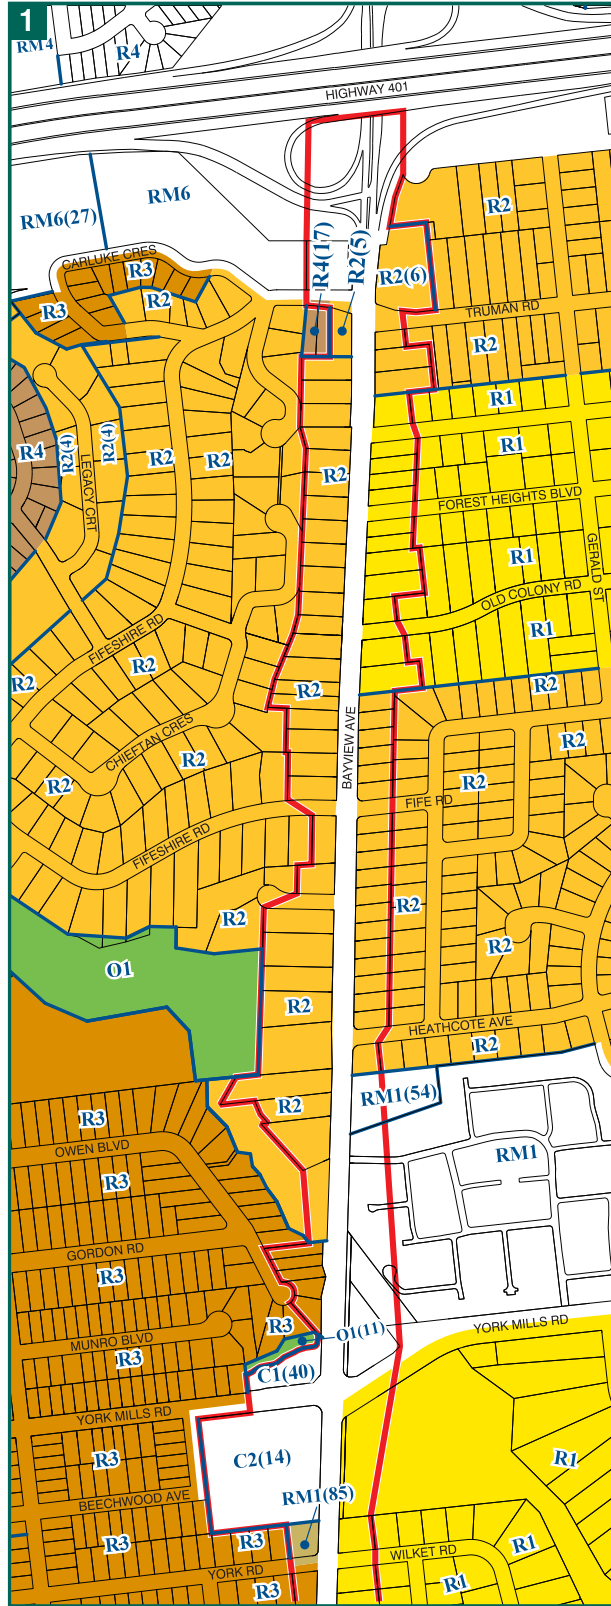 1
RM4
R4
HIGHWAY 401
RM6
RM6(27)
R2
R4(17)
R2(5)
CARLUKE CRES
R3
R2(6)
R2
R3
TRUMAN RD
R2
R1
R4
R2(4)
LEGACY CRT
R2(4)
R2
R2
R2
R1
FOREST HEIGHTS BLVD
R1
GERALD ST
OLD COLONY RD
R1
FIFESHIRE RD
R2
R2
R2
R2
BAYVIEW AVE
CHIEFTAN CRES
R2
R2
R2
R2
FIFE RD
FIFESHIRE RD
R2
R2
R2
O1
R2
HEATHCOTE AVE
R2
RM1(54)
R2
R3
OWEN BLVD
RM1
R3
GORDON RD
R3
R3
O1(11)
YORK MILLS RD
MUNRO BLVD
R3
C1(40)
YORK MILLS RD
R3
C2(14)
R1
RM1(85)
BEECHWOOD AVE
R3
R3
R1
WILKET RD
YORK RD
R3
R1